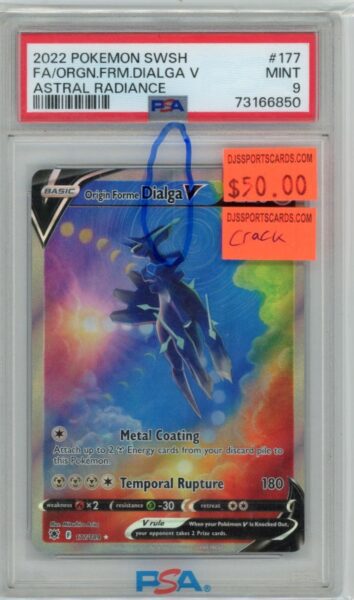 2022 POKEMON SWSH #177
FA/ORGN.FRM.DIALGA V MINT
ASTRAL RADIANCE 9
PSA 73166850
DJSSPORTSCARDS.COM
$50.00
DJSSPORTSCARDS.COM
Crack
BASIC
Origin Forme Dialga V
Metal Coating
Attach up to 2 Energy cards from your discard pile to
this Pokémon.
Temporal Rupture 180
weakness ×2 resistance -30 retreat
V rule When your Pokémon V is Knocked Out,
your opponent takes 2 Prize cards.
F 177/189
PSA